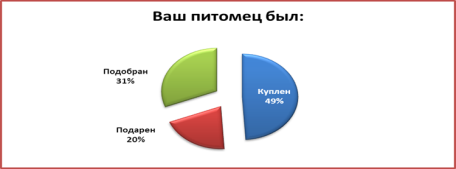 Ваш питомец был:
Подобран
31%
Куплен
49%
Подарен
20%